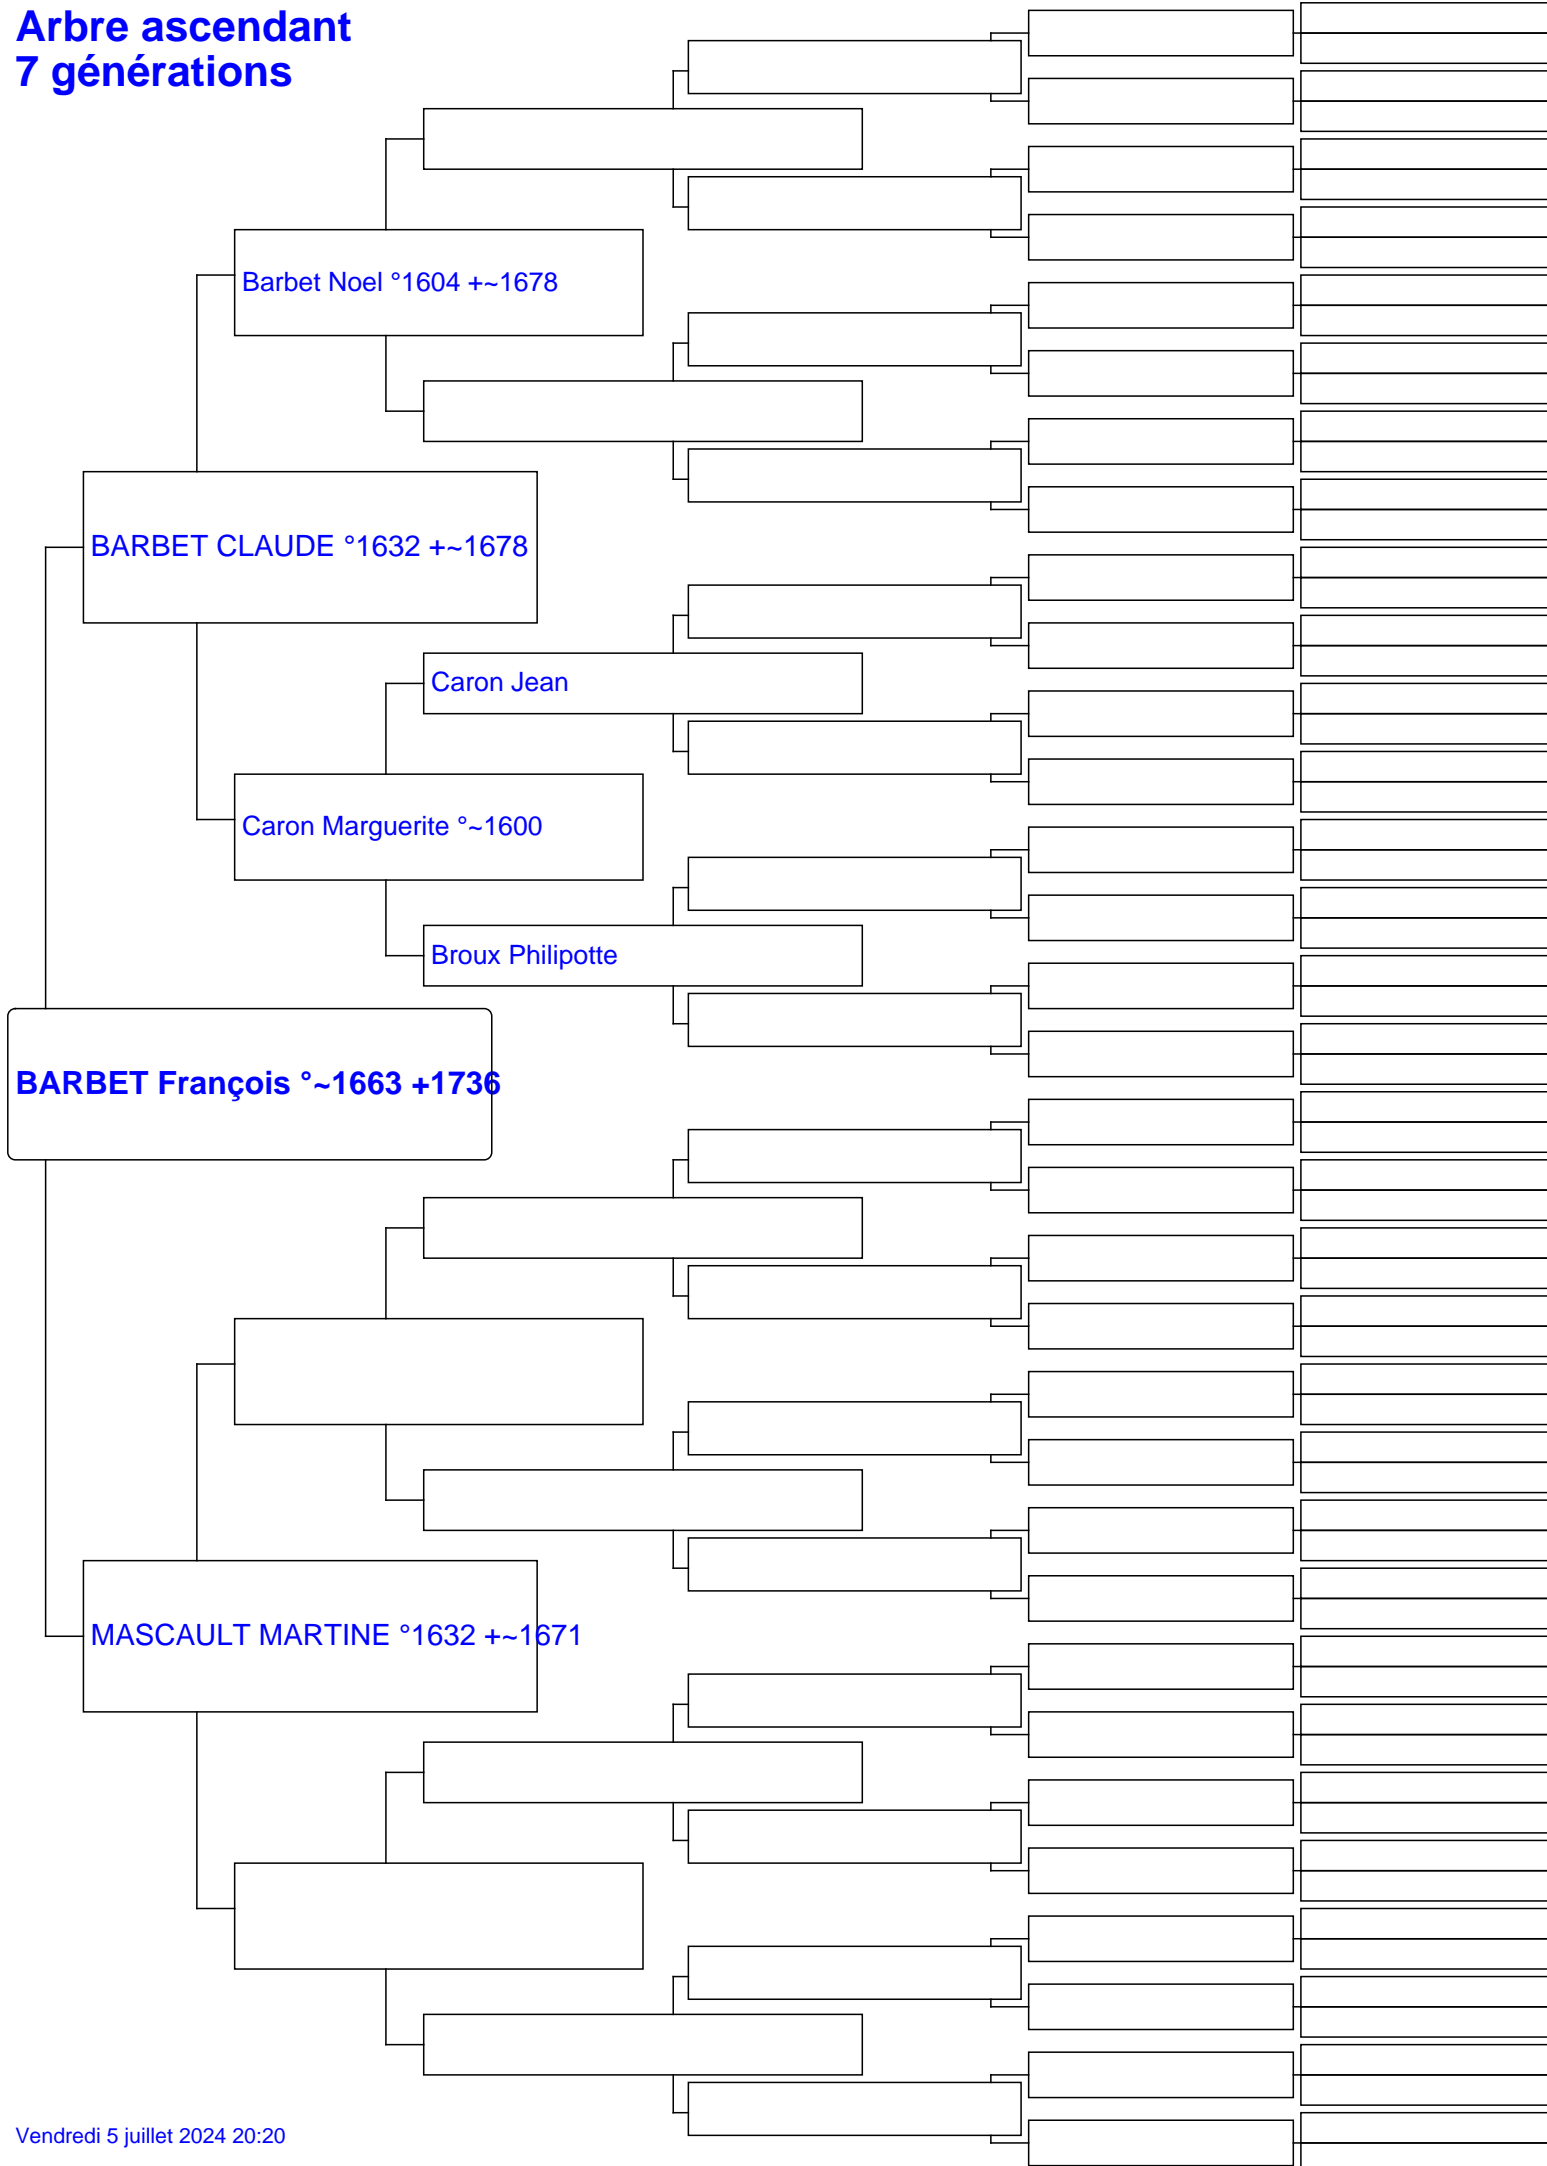 Arbre ascendant
7 générations
Barbet Noel °1604 +~1678
BARBET CLAUDE °1632 +~1678
Caron Jean
Caron Marguerite °~1600
Broux Philipotte
BARBET François °~1663 +1736
MASCAULT MARTINE °1632 +~1671
Vendredi 5 juillet 2024 20:20